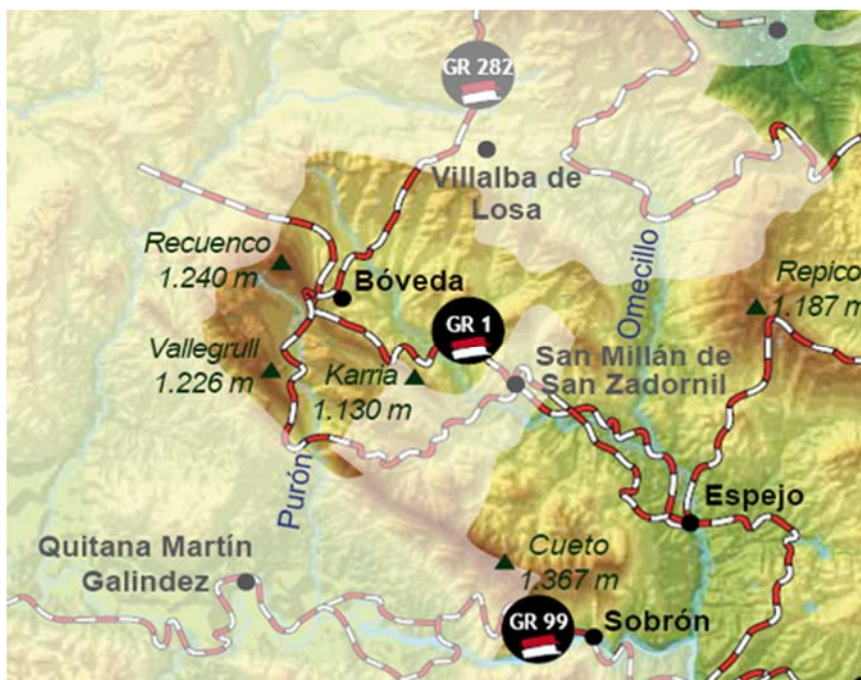 GR 282
Villalba de
Losa
Recuenco
1.240 m
Bóveda
Omecillo
Repico
1.187 m
GR 1
Vallegrull
1.226 m
Karria
1.130 m
San Millán de
San Zadornil
Purón
Espejo
Quitana Martín
Galindez
Cueto
1.367 m
GR 99
Sobrón